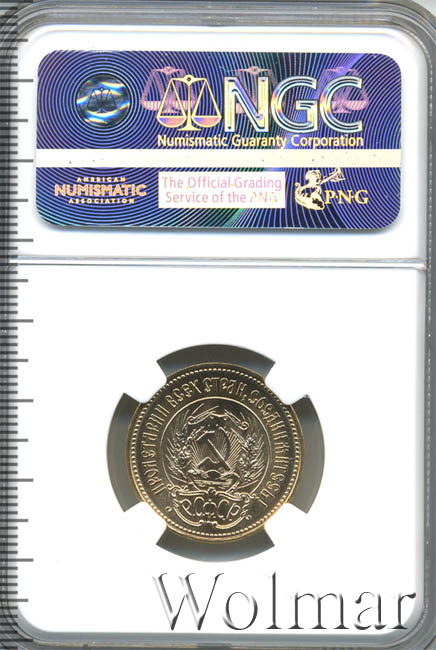 NGC
Numismatic Guaranty Corporation
AMERICAN
NUMISMATIC
ASSOCIATION
The Official Grading
Service of the ANA
PNG
ПРОЛЕТАРИИ ВСЕХ СТРАН, СОЕДИНЯЙТЕСЬ
РСФСР
Wolmar